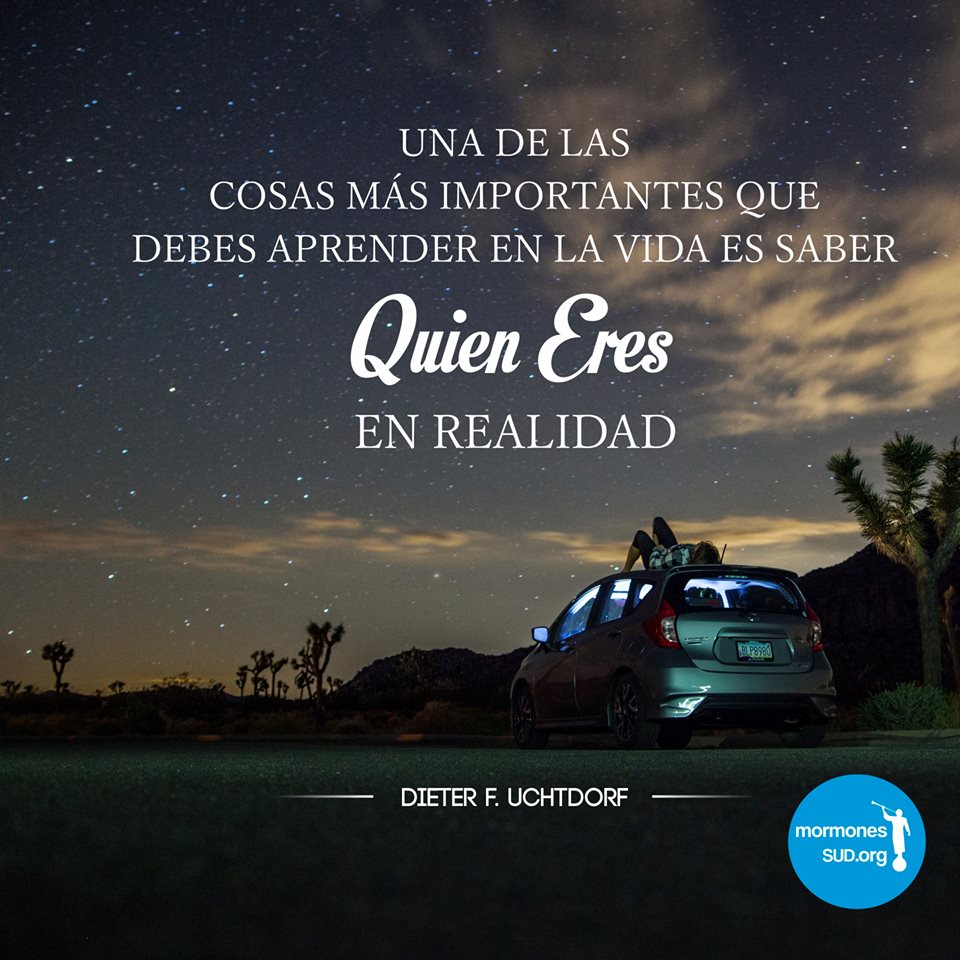 UNA DE LAS
COSAS MÁS IMPORTANTES QUE
DEBES APRENDER EN LA VIDA ES SABER
Quien Eres
EN REALIDAD
BLPB980
DIETER F. UCHTDORF
mormones
SUD.org